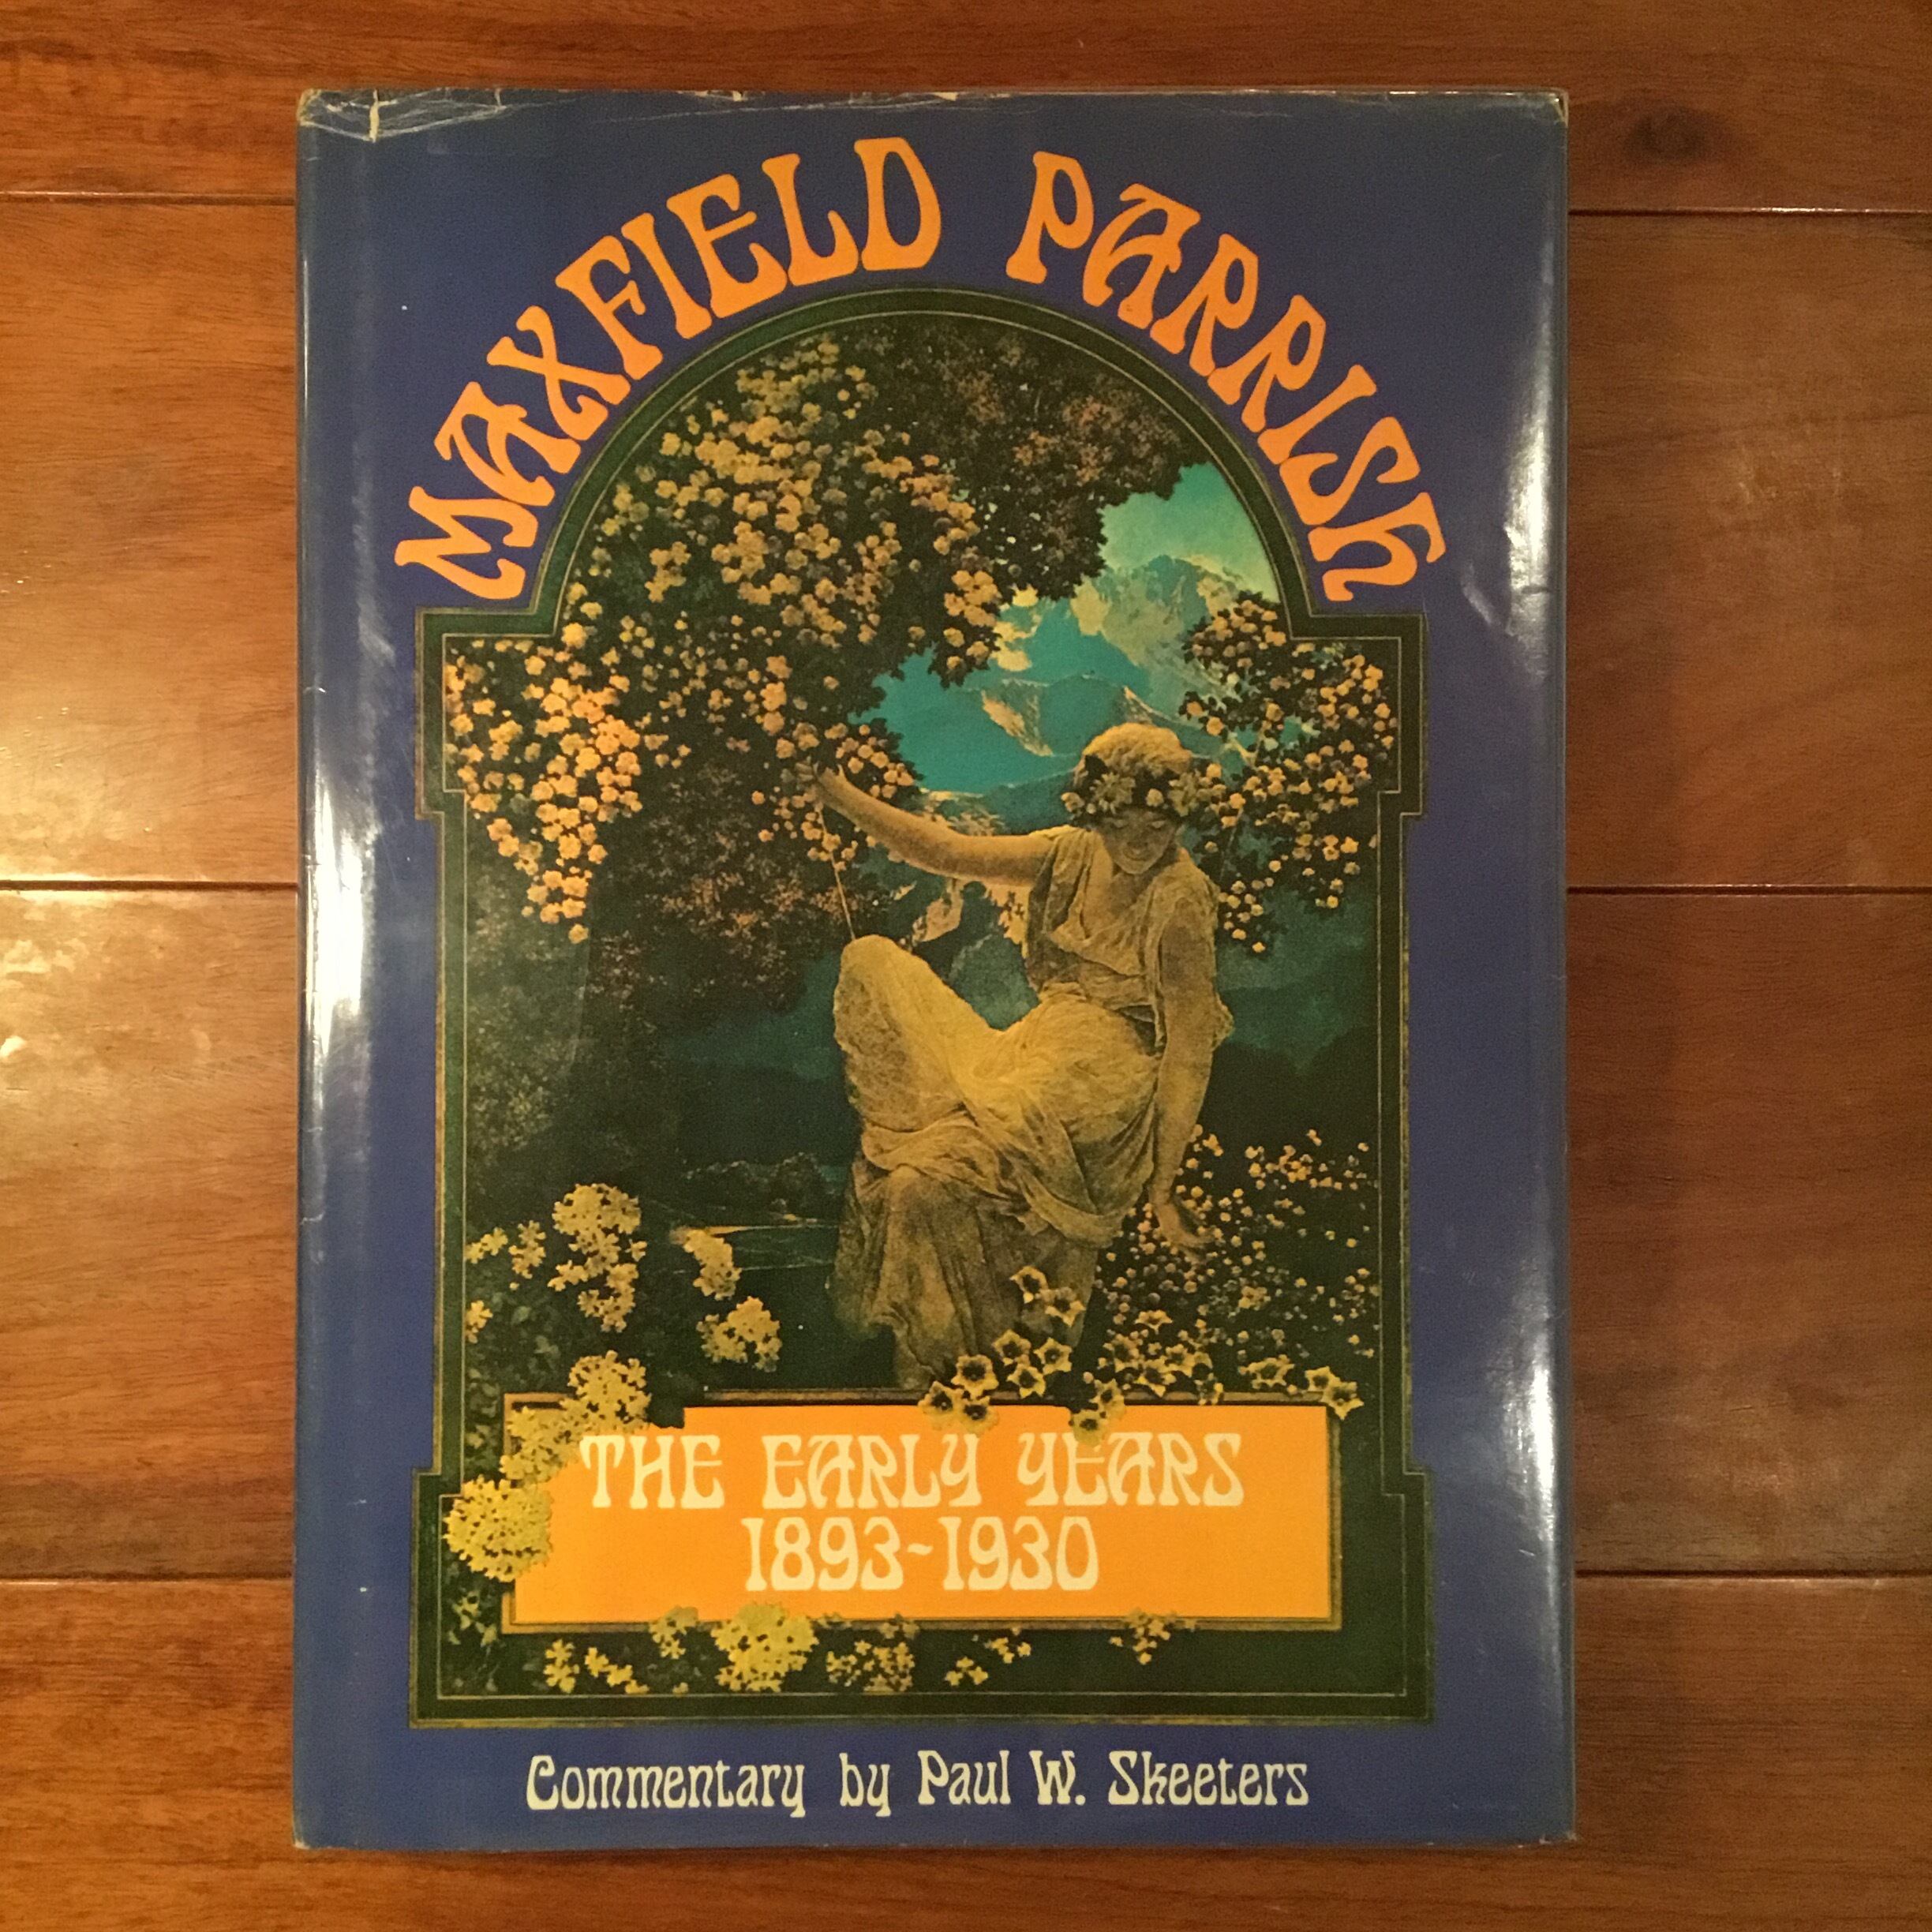 MAXFIELD PARRISh
THE EARLY YEARS
1893-1930
Commentary by Paul W. Skeeters